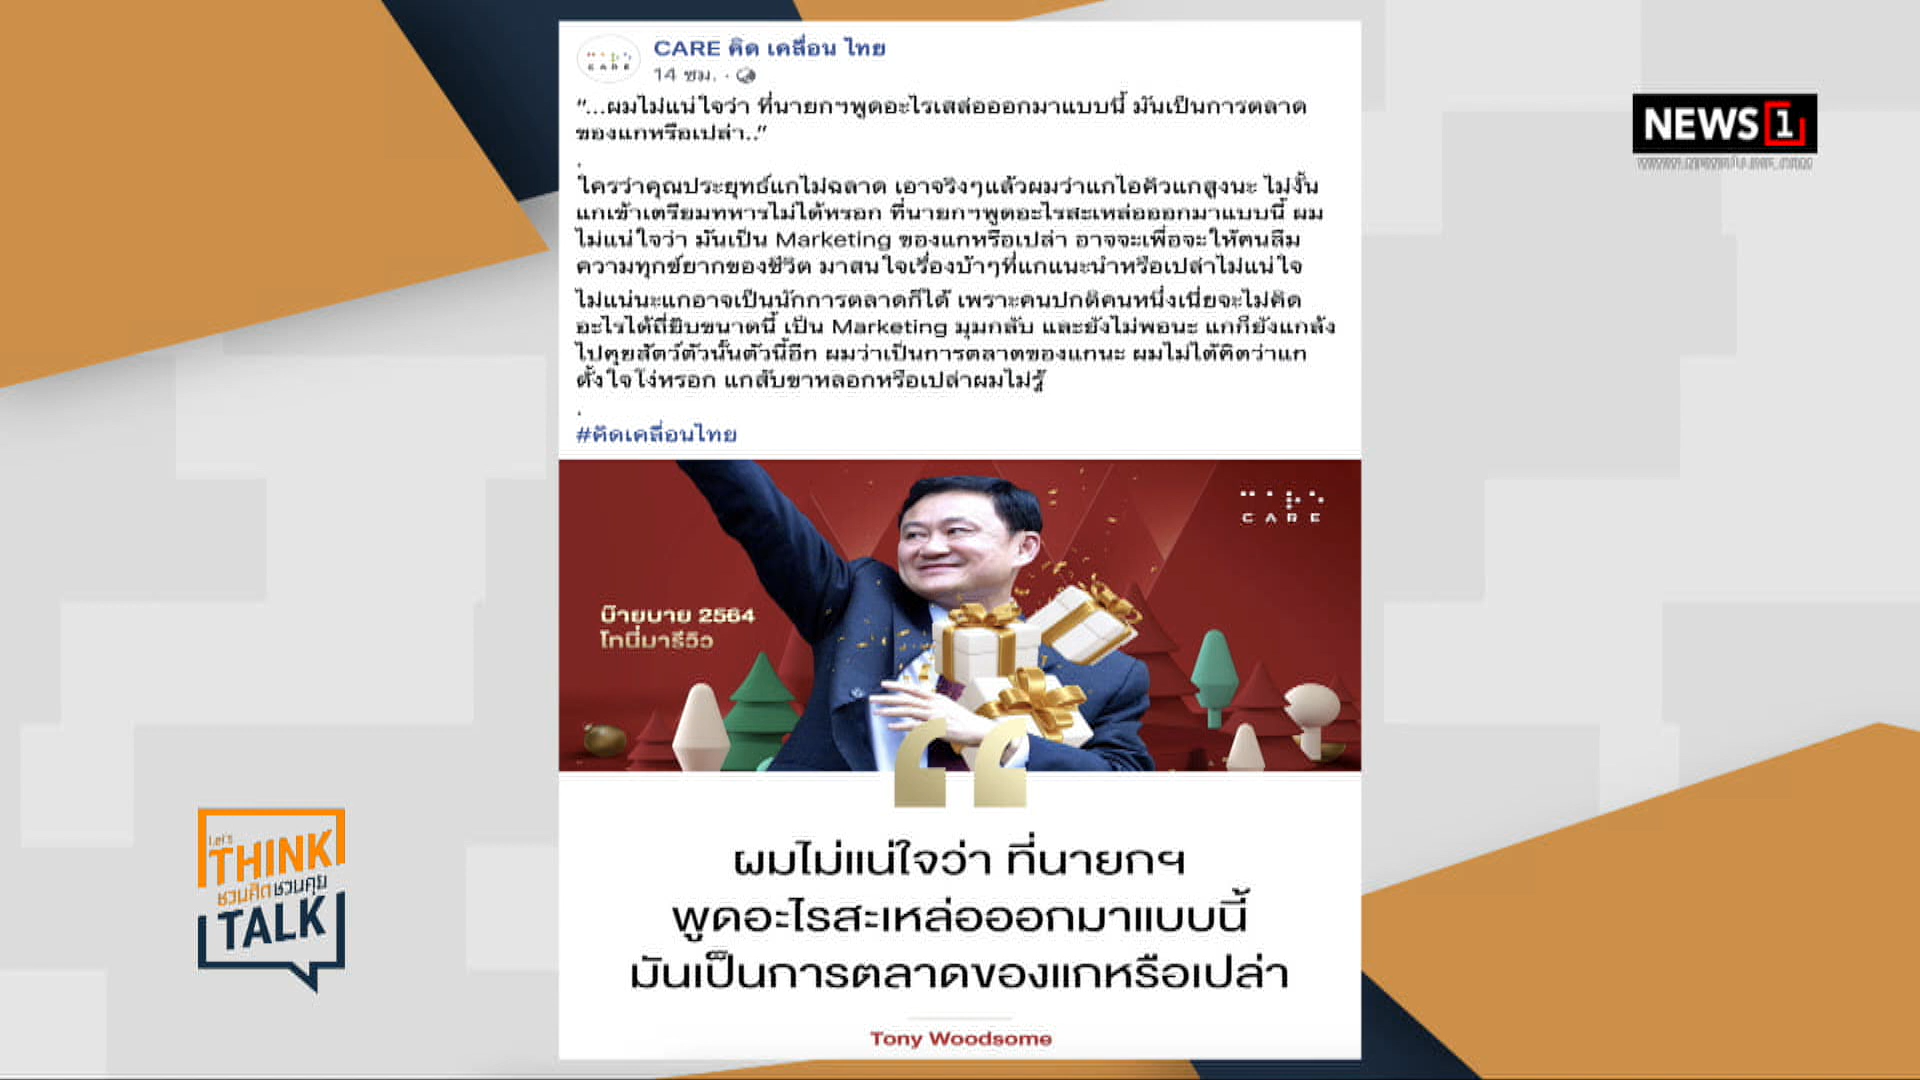 CARE คิด เคลื่อน ไทย
14 ชม. ·
“...ผมไม่แน่ใจว่า ที่นายกฯพูดอะไรเสล่อออกมาแบบนี้ มันเป็นการตลาด
ของแกหรือเปล่า..”
.
ใครว่าคุณประยุทธ์แกไม่ฉลาด เอาจริงๆแล้วผมว่าแกไอคิวแกสูงนะ ไม่งั้น
แกเข้าเตรียมทหารไม่ได้หรอก ที่นายกฯพูดอะไรสะเหล่อออกมาแบบนี้ ผม
ไม่แน่ใจว่า มันเป็น Marketing ของแกหรือเปล่า อาจจะเพื่อจะให้คนลืม
ความทุกข์ยากของชีวิต มาสนใจเรื่องบ้าๆที่แกแนะนำหรือเปล่าไม่แน่ใจ
ไม่แน่นะแกอาจเป็นนักการตลาดก็ได้ เพราะคนปกติคนหนึ่งเนี่ยจะไม่คิด
อะไรได้ถี่ยิบขนาดนี้ เป็น Marketing มุมกลับ และยังไม่พอนะ แกก็ยังแกล้ง
ไปคุยสัตว์ตัวนั้นตัวนี้อีก ผมว่าเป็นการตลาดของแกนะ ผมไม่ได้คิดว่าแก
ตั้งใจโง่หรอก แกสับขาหลอกหรือเปล่าผมไม่รู้
.
#คิดเคลื่อนไทย
CARE
บ๊ายบาย 2564
โทนี่มารีวิว
“
ผมไม่แน่ใจว่า ที่นายกฯ
พูดอะไรสะเหล่อออกมาแบบนี้
มันเป็นการตลาดของแกหรือเปล่า
Tony Woodsome
NEWS 1
Let's
THINK
ชวนคิด ชวนคุย
TALK